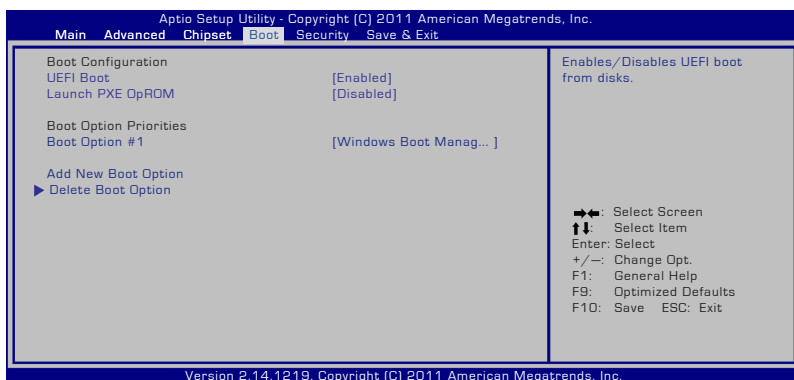 Aptio Setup Utility - Copyright (C) 2011 American Megatrends, Inc.
Main Advanced Chipset Boot Security Save & Exit
Boot Configuration
UEFI Boot [Enabled]
Launch PXE OpROM [Disabled]
Boot Option Priorities
Boot Option #1 [Windows Boot Manag... ]
Add New Boot Option
Delete Boot Option
Enables/Disables UEFI boot
from disks.
→←: Select Screen
↑↓: Select Item
Enter: Select
+/—: Change Opt.
F1: General Help
F9: Optimized Defaults
F10: Save ESC: Exit
Version 2.14.1219. Copyright (C) 2011 American Megatrends, Inc.